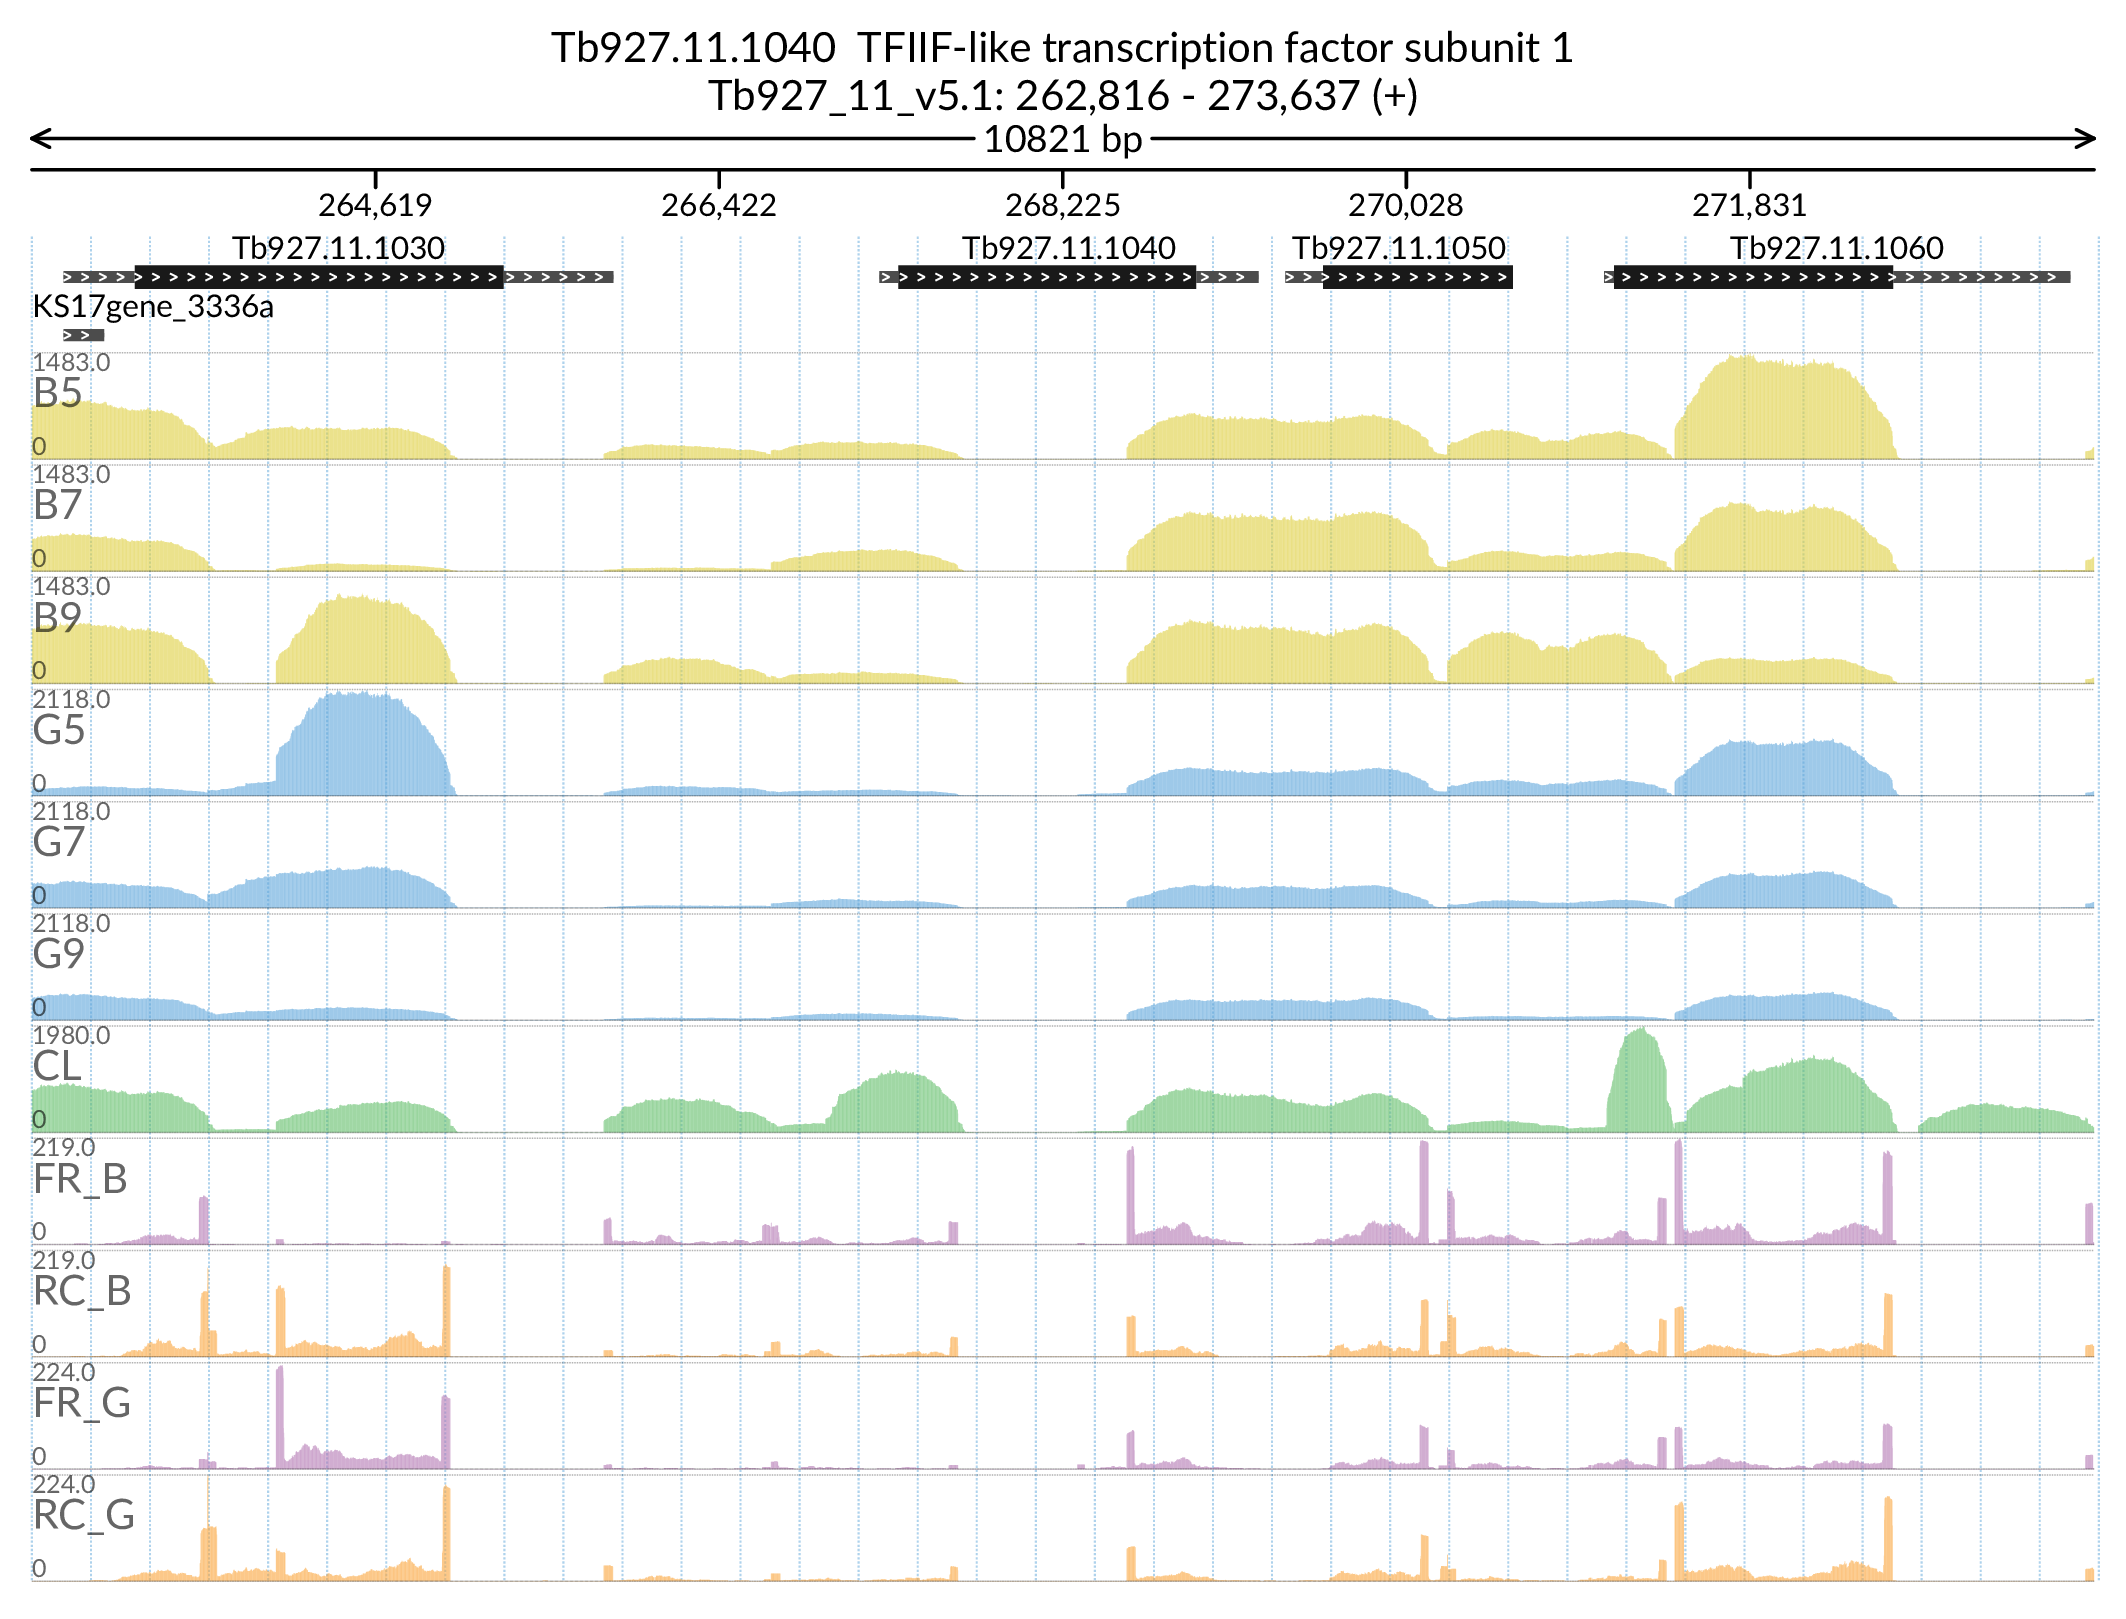 Tb927.11.1040  TFIIF-like transcription factor subunit 1
Tb927_11_v5.1: 262,816 - 273,637 (+)
10821 bp
264,619 266,422 268,225 270,028 271,831
Tb927.11.1030 Tb927.11.1040 Tb927.11.1050 Tb927.11.1060
KS17gene_3336a
1483.0
B5
0
1483.0
B7
0
1483.0
B9
0
2118.0
G5
0
2118.0
G7
0
2118.0
G9
0
1980.0
CL
0
219.0
FR_B
0
219.0
RC_B
0
224.0
FR_G
0
224.0
RC_G
0